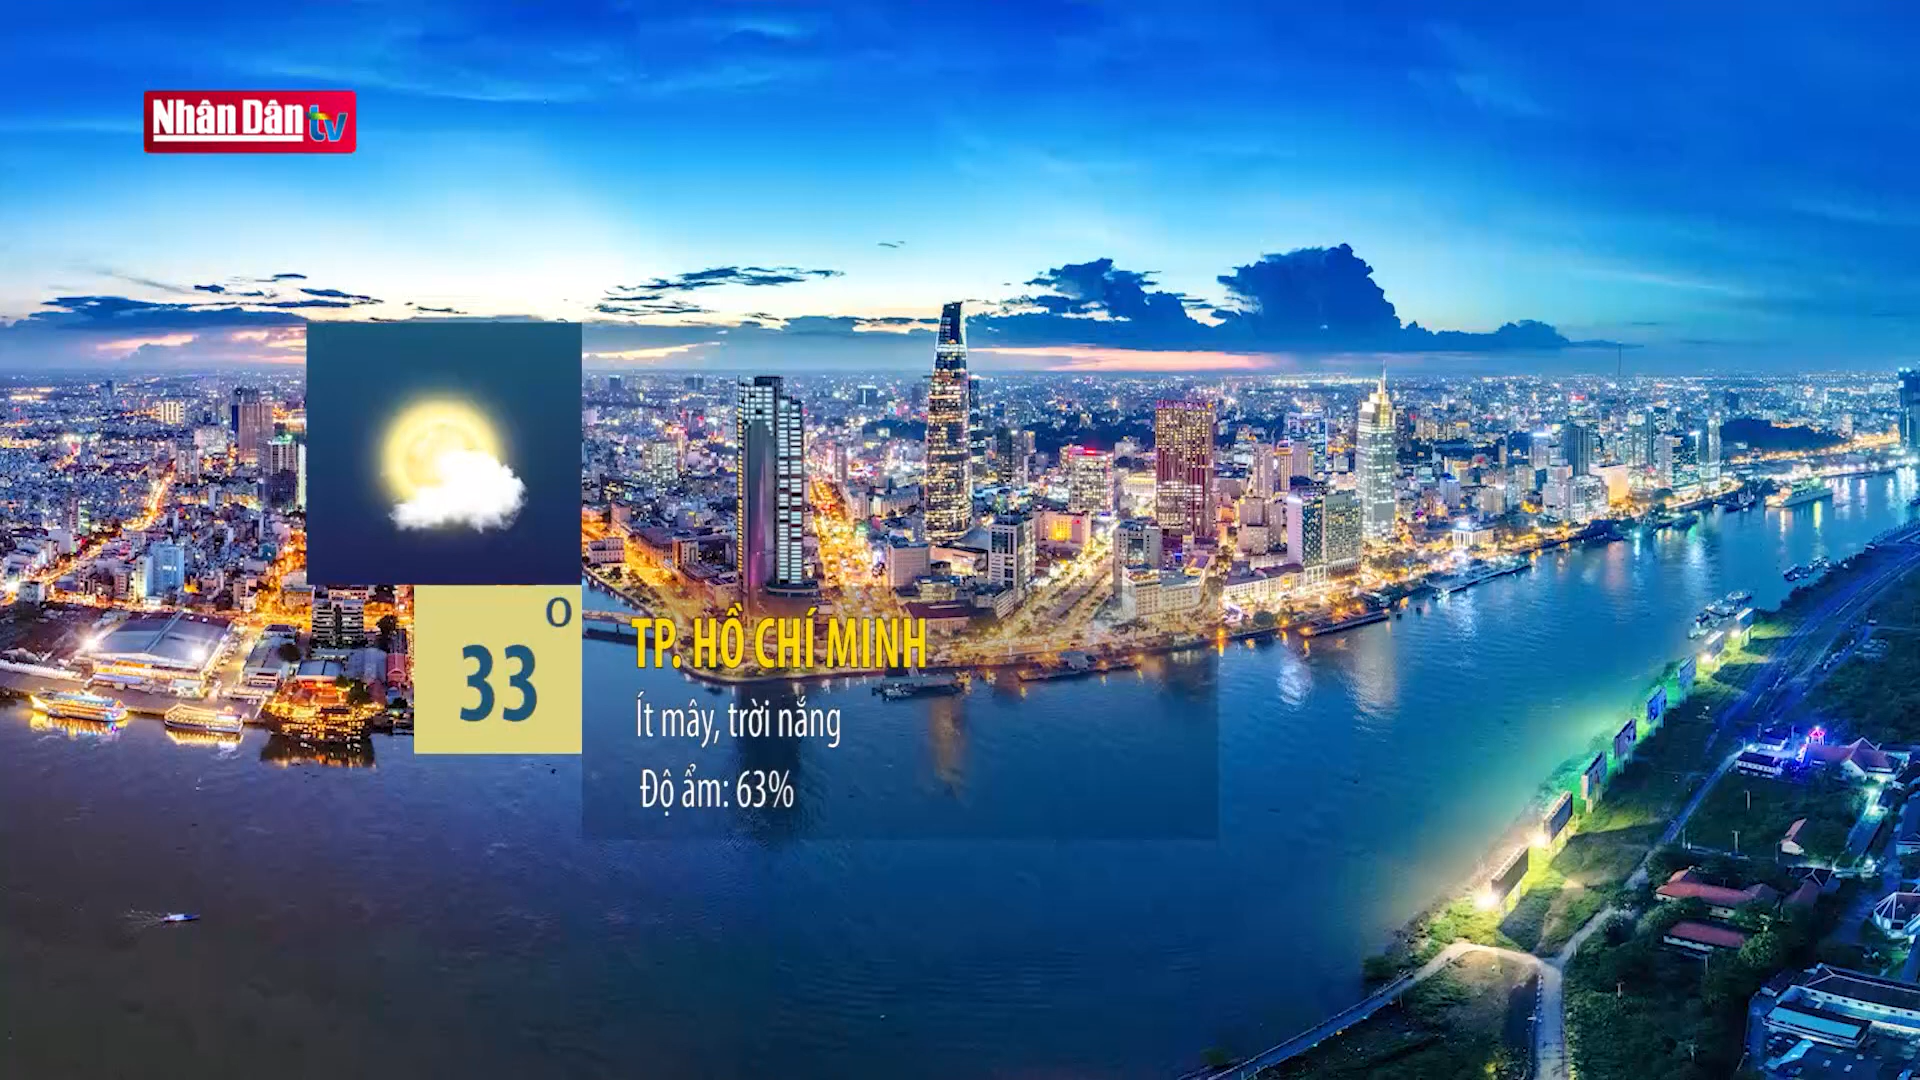 Nhân Dân tv
33°
TP. HỒ CHÍ MINH
Ít mây, trời nắng
Độ ẩm: 63%